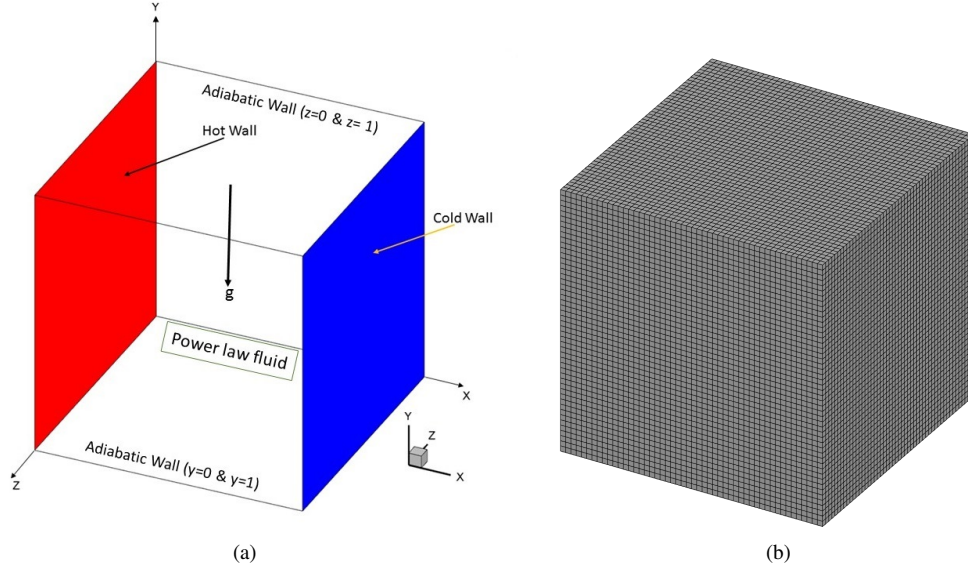 Y
Adiabatic Wall (z=0 & z= 1)
Hot Wall
Cold Wall
g
Power law fluid
X
Y
Z
X
Adiabatic Wall (y=0 & y=1)
Z
(a)
(b)